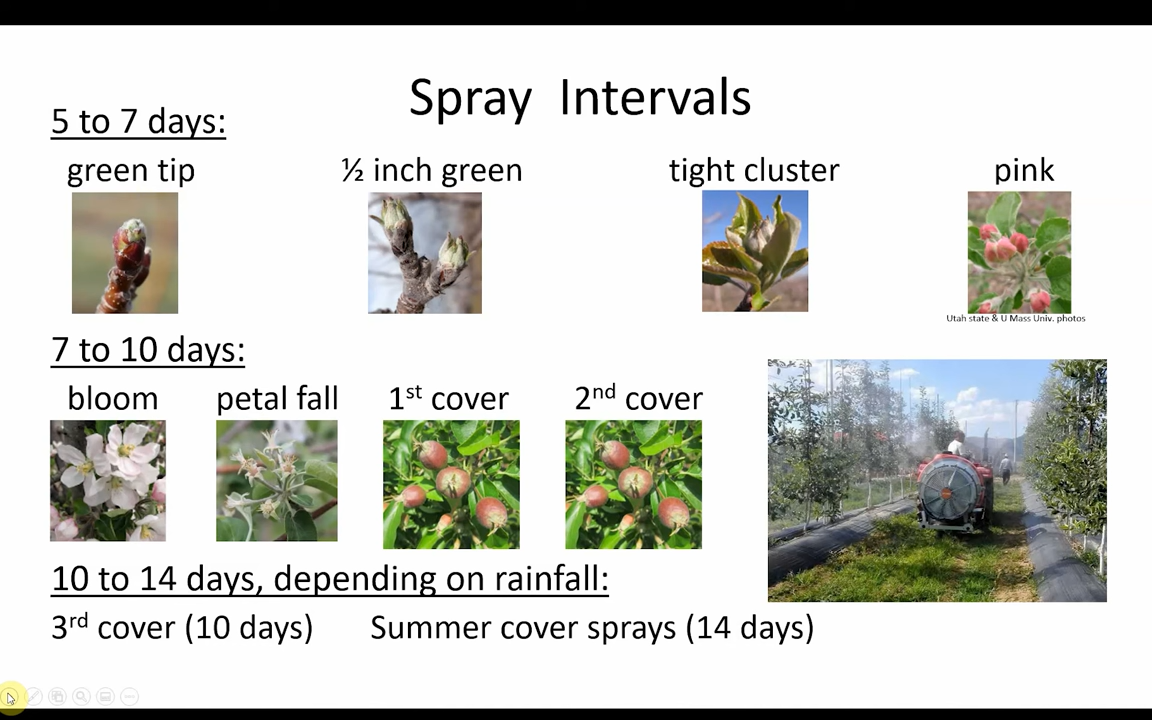 Spray Intervals
5 to 7 days:
green tip
½ inch green
tight cluster
pink
Utah state & U Mass Univ. photos
7 to 10 days:
bloom
petal fall
1st cover
2nd cover
10 to 14 days, depending on rainfall:
3rd cover (10 days) Summer cover sprays (14 days)